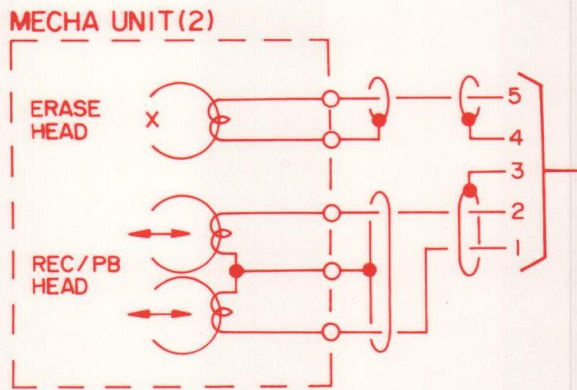 MECHA UNIT(2)
ERASE
HEAD
X
REC/PB
HEAD
5
4
3
2
1